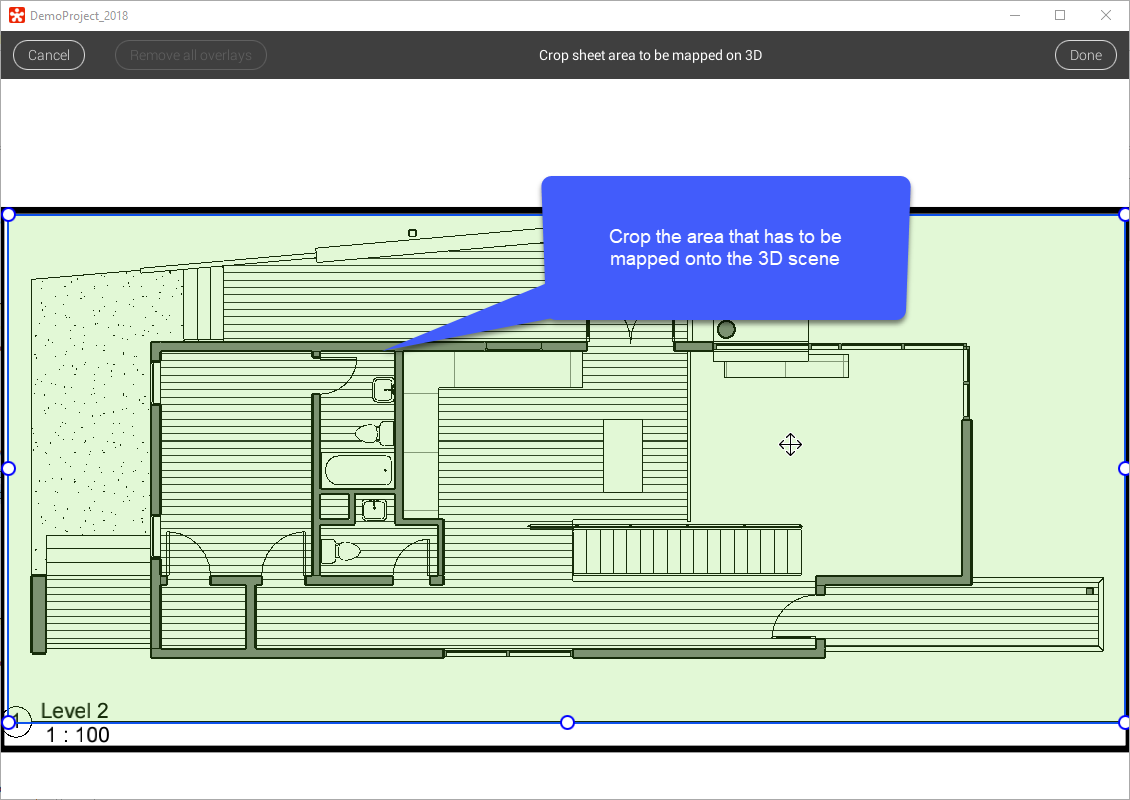 DemoProject_2018
Cancel
Remove all overlays
Crop sheet area to be mapped on 3D
Done
Crop the area that has to be
mapped onto the 3D scene
1
Level 2
1 : 100